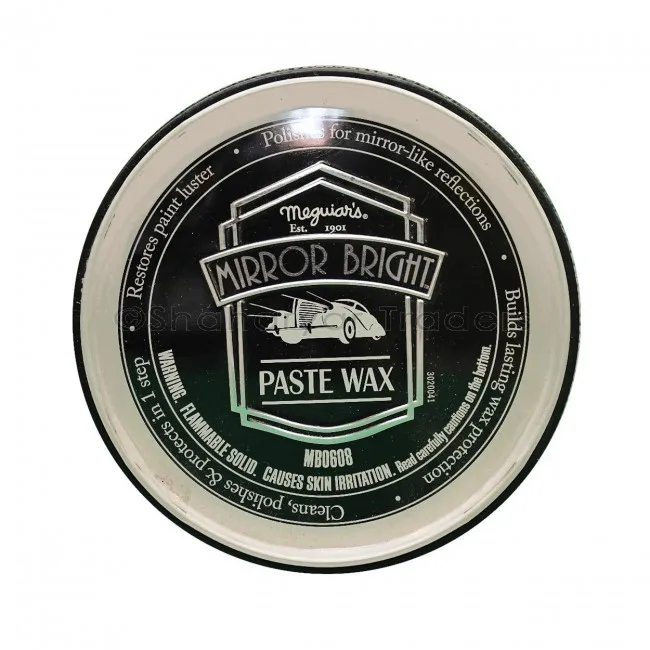 Polishes for mirror-like reflections
• Builds lasting wax protection
• Cleans, polishes & protects in 1 step
• Restores paint luster •
Meguiar's®
Est. 1901
MIRROR BRIGHT™
PASTE WAX
3020041
MB0608
WARNING: FLAMMABLE SOLID. CAUSES SKIN IRRITATION. Read carefully cautions on the bottom.